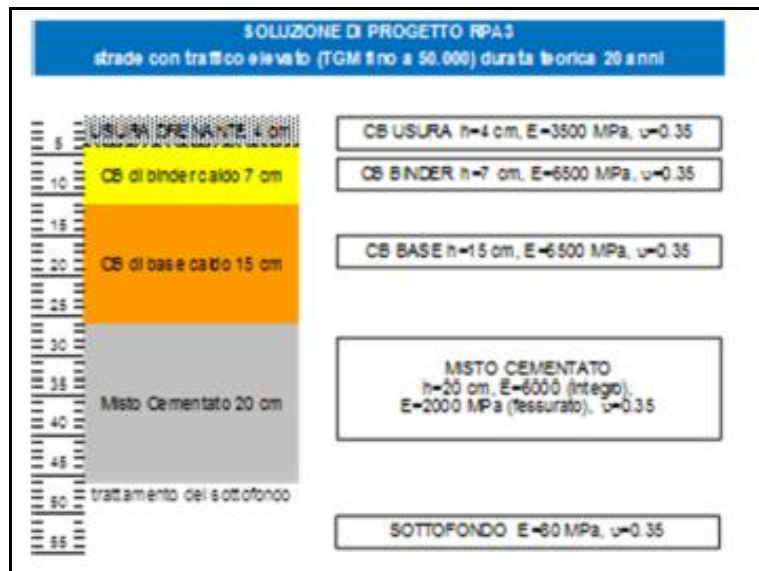 SOLUZIONE DI PROGETTO RPA3
strade con traffico elevato (TGM fino a 50.000) durata teorica 20 anni
USURA DRENANTE 4 cm
CB USURA h=4 cm, E=3500 MPa, υ=0.35
5
CB di binder caldo 7 cm
CB BINDER h=7 cm, E=6500 MPa, υ=0.35
10
15
CB di base caldo 15 cm
CB BASE h=15 cm, E=6500 MPa, υ=0.35
20
25
30
MISTO CEMENTATO
35
h=20 cm, E=6000 (integro),
Misto Cementato 20 cm
E=2000 MPa (fessurato), υ=0.35
40
45
trattamento del sottofondo
50
SOTTOFONDO E=80 MPa, υ=0.35
55